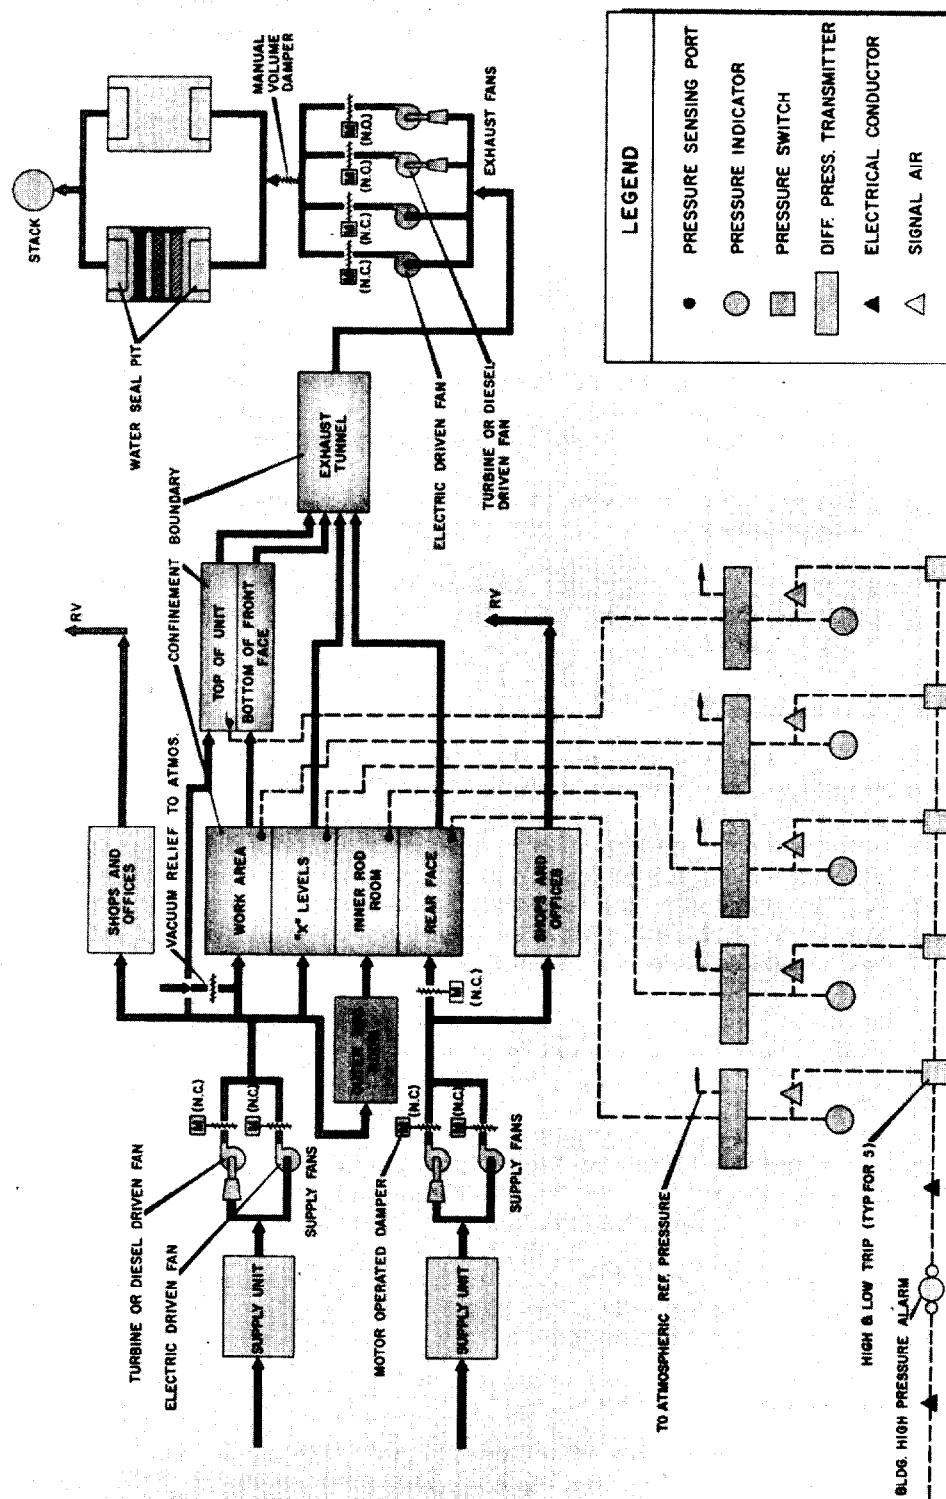 STACK
WATER SEAL PIT
MANUAL
VOLUME
DAMPER
M
(N.C.)
M
(N.C.)
M
(N.O.)
M
(N.O.)
EXHAUST FANS
ELECTRIC DRIVEN FAN
TURBINE OR DIESEL
DRIVEN FAN
EXHAUST
TUNNEL
CONFINEMENT BOUNDARY
RV
TOP OF UNIT
BOTTOM OF FRONT
FACE
VACUUM RELIEF TO ATMOS.
SHOPS AND
OFFICES
WORK AREA
"X" LEVELS
INNER ROD
ROOM
REAR FACE
RV
SHOPS AND
OFFICES
M
(N.C.)
ROOM
TURBINE OR DIESEL DRIVEN FAN
ELECTRIC DRIVEN FAN
M (N.C.)
M (N.C.)
SUPPLY FANS
SUPPLY UNIT
MOTOR OPERATED DAMPER
M (N.C.)
M (N.C.)
SUPPLY FANS
SUPPLY UNIT
TO ATMOSPHERIC REF. PRESSURE
HIGH & LOW TRIP (TYP FOR 5)
BLDG. HIGH PRESSURE ALARM
LEGEND
PRESSURE SENSING PORT
PRESSURE INDICATOR
PRESSURE SWITCH
DIFF. PRESS. TRANSMITTER
ELECTRICAL CONDUCTOR
SIGNAL AIR